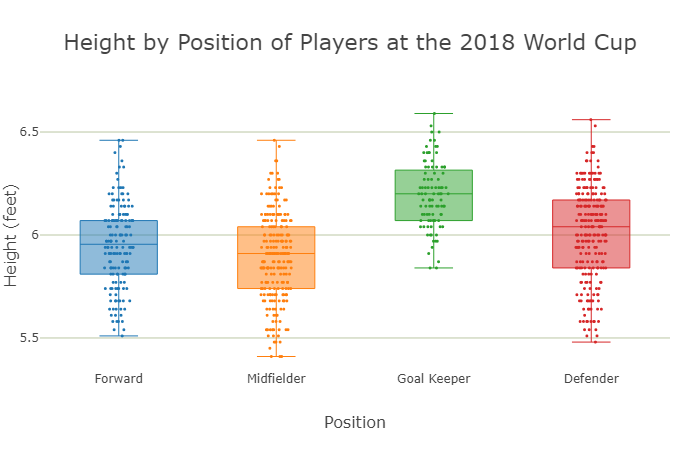 Height by Position of Players at the 2018 World Cup
Height (feet)
6.5
6
5.5
Forward
Midfielder
Goal Keeper
Defender
Position